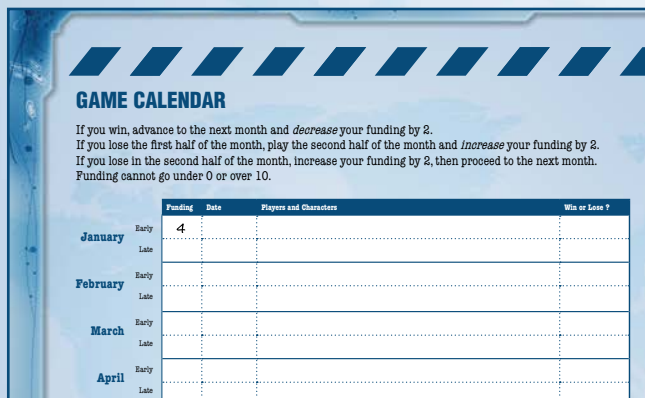 GAME CALENDAR
If you win, advance to the next month and decrease your funding by 2.
If you lose the first half of the month, play the second half of the month and increase your funding by 2.
If you lose in the second half of the month, increase your funding by 2, then proceed to the next month.
Funding cannot go under 0 or over 10.
Funding Date Players and Characters Win or Lose ?
January Early 4
Late
February Early
Late
March Early
Late
April Early
Late